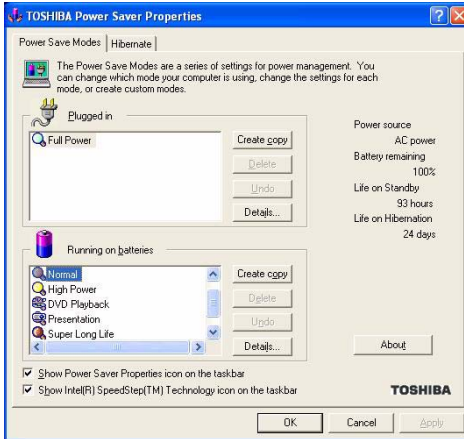 TOSHIBA Power Saver Properties
Power Save Modes
Hibernate
The Power Save Modes are a series of settings for power management. You
can change which mode your computer is using, change the settings for each
mode, or create custom modes.
Plugged in
Full Power
Create copy
Delete
Undo
Details...
Power source
AC power
Battery remaining
100%
Life on Standby
93 hours
Life on Hibernation
24 days
Running on batteries
Normal
High Power
DVD Playback
Presentation
Super Long Life
Create copy
Delete
Undo
Details...
About
Show Power Saver Properties icon on the taskbar
Show Intel(R) SpeedStep(TM) Technology icon on the taskbar
TOSHIBA
OK
Cancel
Apply